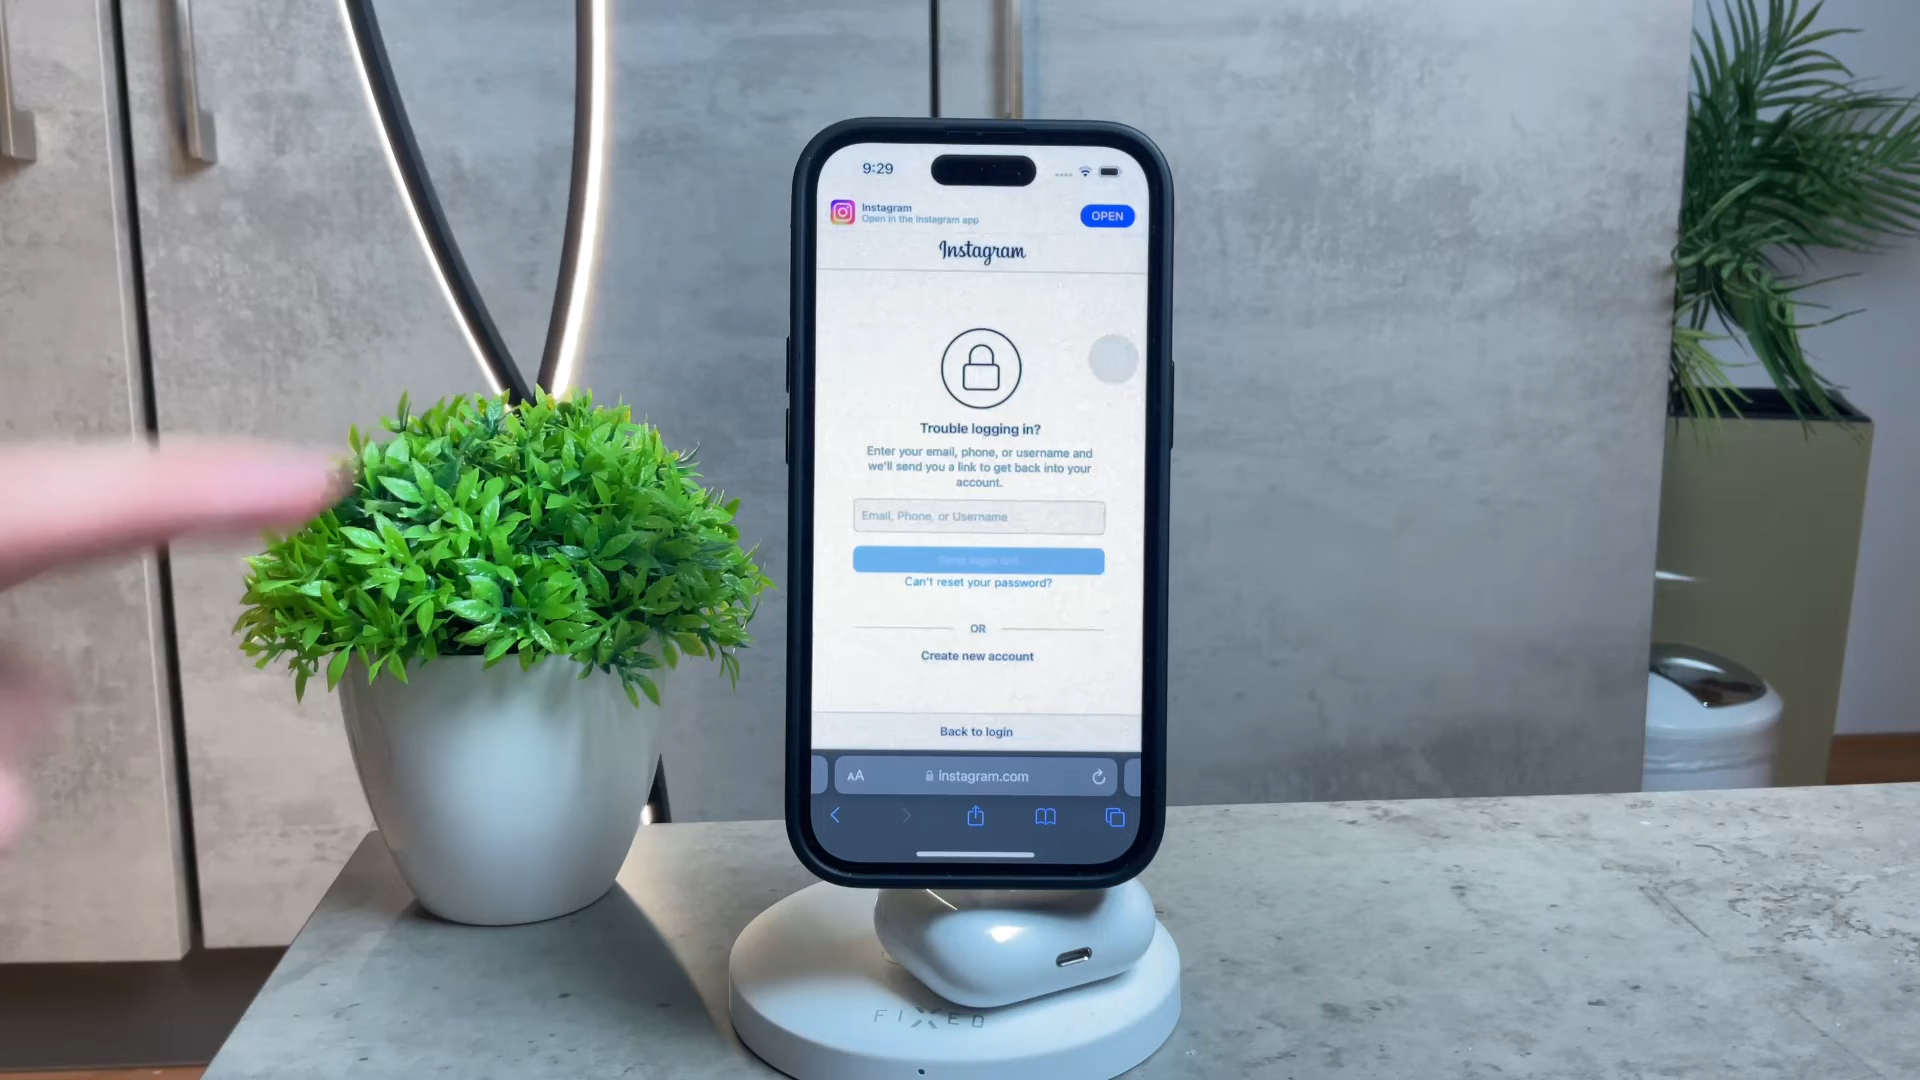 9:29
Instagram
Open in the Instagram app
OPEN
Instagram
Trouble logging in?
Enter your email, phone, or username and
we'll send you a link to get back into your
account.
Email, Phone, or Username
Can't reset your password?
OR
Create new account
Back to login
AA
instagram.com
FIXED